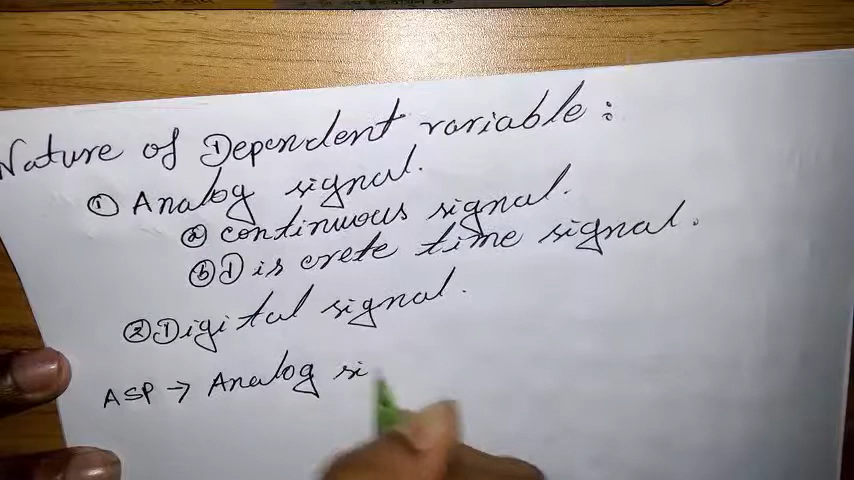 Nature of Dependent variable :
① Analog signal.
ⓐ continuous signal.
ⓑ Discrete time signal.
② Digital signal.
ASP → Analog si